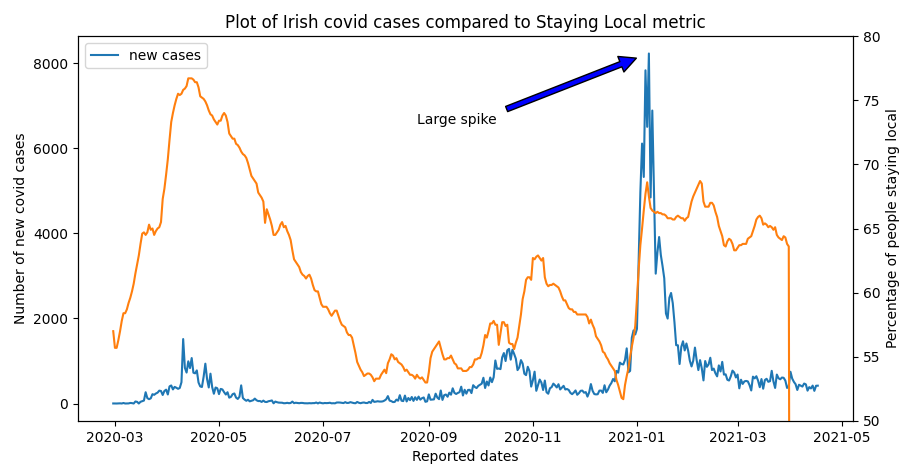 Plot of Irish covid cases compared to Staying Local metric
new cases
Large spike
Number of new covid cases
8000
6000
4000
2000
0
80
75
70
65
60
55
50
Percentage of people staying local
2020-03 2020-05 2020-07 2020-09 2020-11 2021-01 2021-03 2021-05
Reported dates